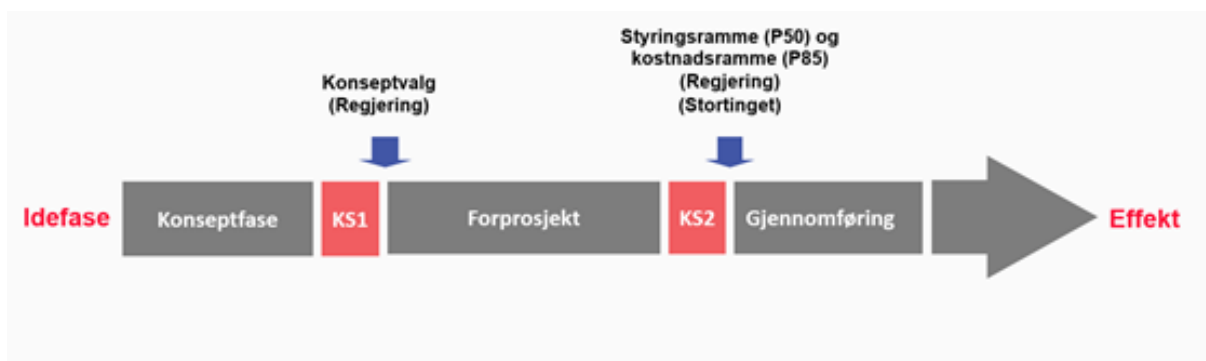 Styringsramme (P50) og
kostnadsramme (P85)
(Regjering)
(Stortinget)
Konseptvalg
(Regjering)
Idefase
Konseptfase
KS1
Forprosjekt
KS2
Gjennomføring
Effekt